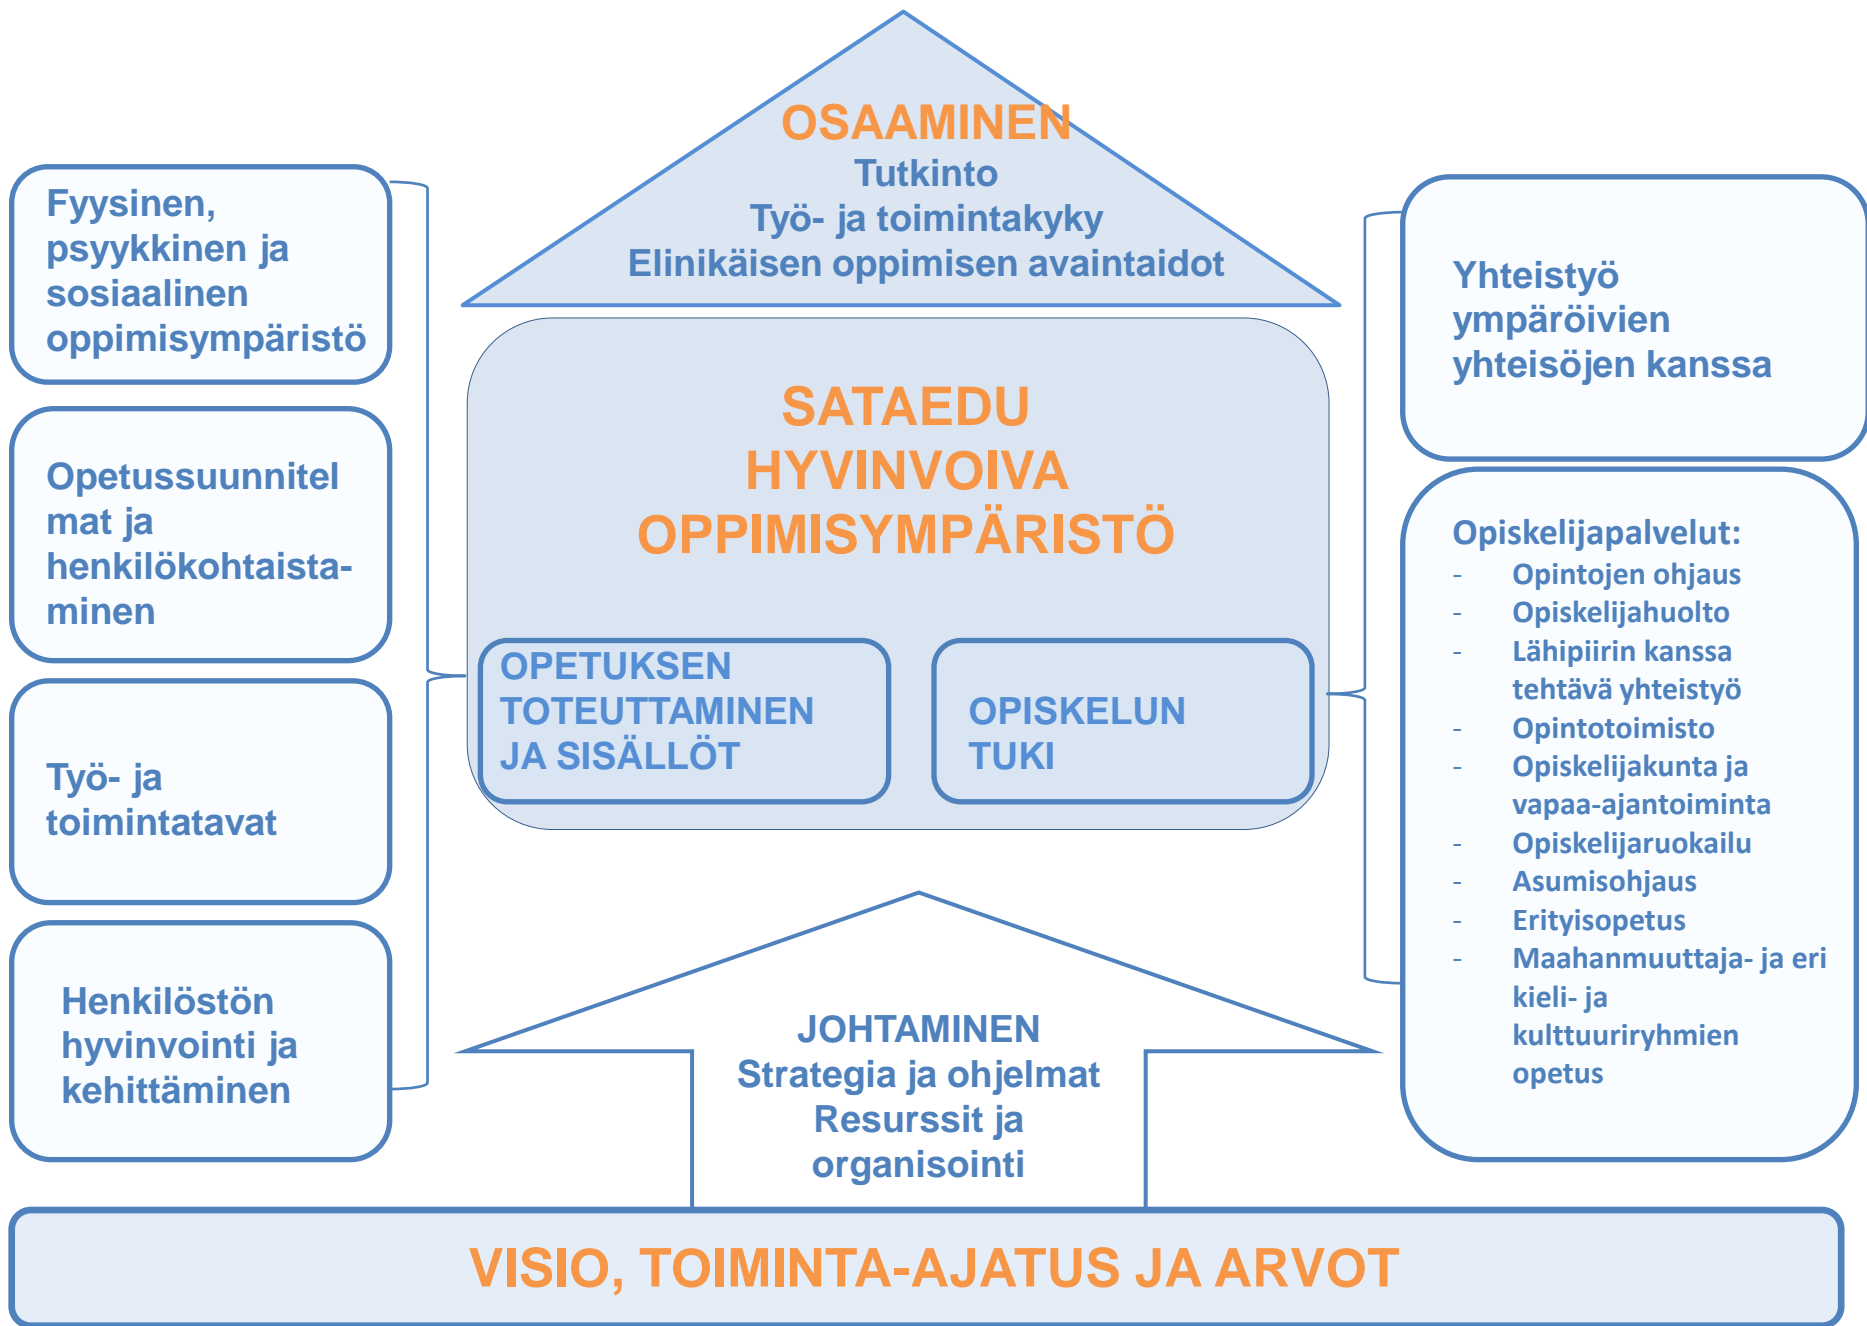 OSAAMINEN
Tutkinto
Työ- ja toimintakyky
Elinikäisen oppimisen avaintaidot
Fyysinen,
psyykkinen ja
sosiaalinen
oppimisympäristö
Opetussuunnitel
mat ja
henkilökohtaista-
minen
Työ- ja
toimintatavat
Henkilöstön
hyvinvointi ja
kehittäminen
SATAEDU
HYVINVOIVA
OPPIMISYMPÄRISTÖ
OPETUKSEN
TOTEUTTAMINEN
JA SISÄLLÖT
OPISKELUN
TUKI
Yhteistyö
ympäröivien
yhteisöjen kanssa
Opiskelijapalvelut:
- Opintojen ohjaus
- Opiskelijahuolto
- Lähipiirin kanssa
tehtävä yhteistyö
- Opintotoimisto
- Opiskelijakunta ja
vapaa-ajantoiminta
- Opiskelijaruokailu
- Asumisohjaus
- Erityisopetus
- Maahanmuuttaja- ja eri
kieli- ja
kulttuuriryhmien
opetus
JOHTAMINEN
Strategia ja ohjelmat
Resurssit ja
organisointi
VISIO, TOIMINTA-AJATUS JA ARVOT